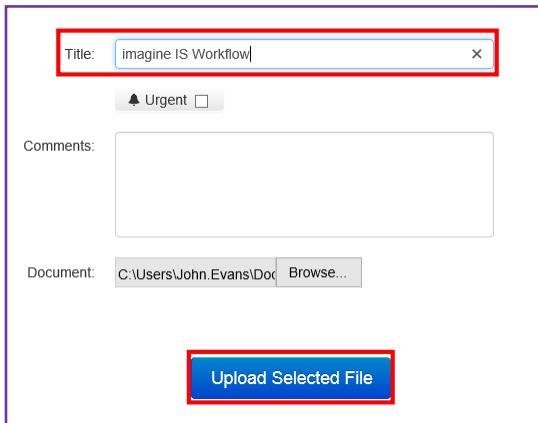 Title: imagine IS Workflow ×
Urgent
Comments:
Document: C:\Users\John.Evans\Doc Browse...
Upload Selected File